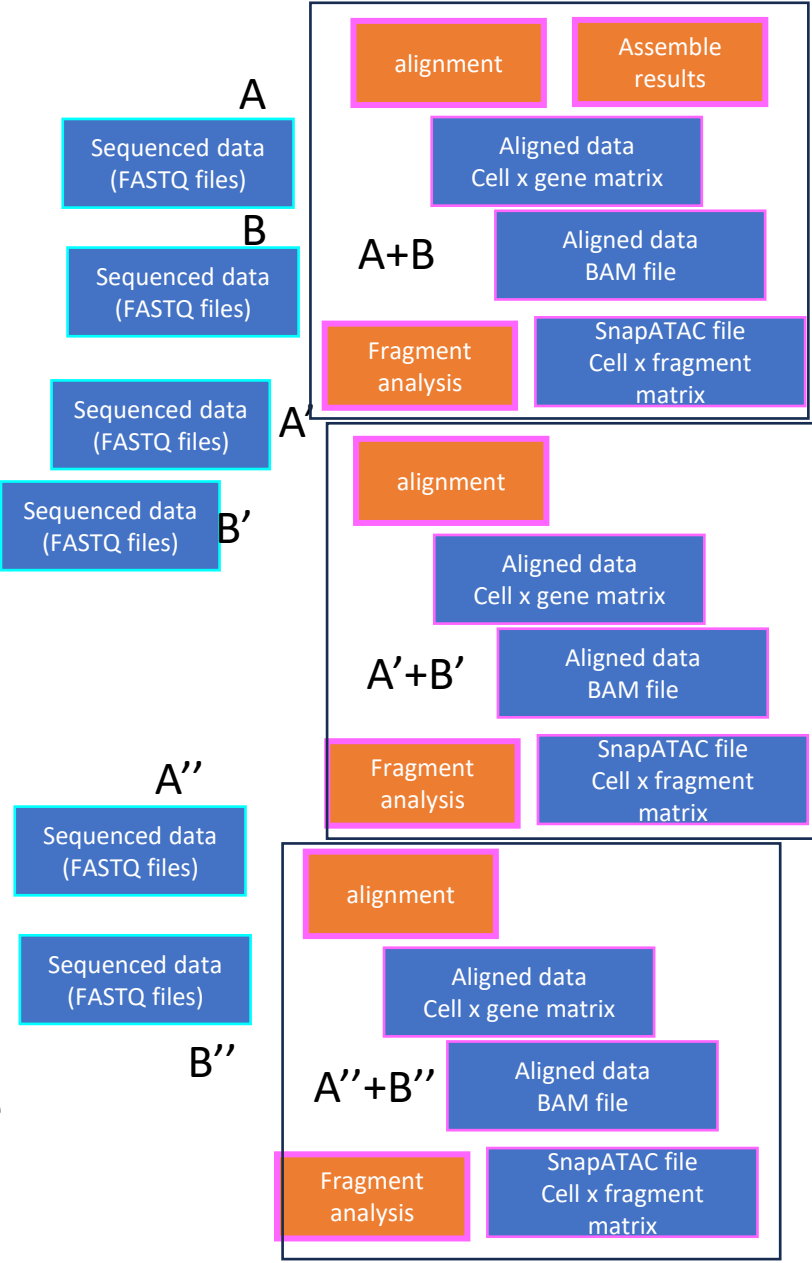 alignment
Assemble
results
A
Sequenced data
(FASTQ files)
Aligned data
Cell x gene matrix
B
A+B
Aligned data
BAM file
Sequenced data
(FASTQ files)
Fragment
analysis
SnapATAC file
Cell x fragment
matrix
Sequenced data
(FASTQ files)
A'
alignment
Sequenced data
(FASTQ files)
B'
Aligned data
Cell x gene matrix
A'+B'
Aligned data
BAM file
Fragment
analysis
SnapATAC file
Cell x fragment
matrix
A''
Sequenced data
(FASTQ files)
alignment
Sequenced data
(FASTQ files)
Aligned data
Cell x gene matrix
B''
A''+B''
Aligned data
BAM file
Fragment
analysis
SnapATAC file
Cell x fragment
matrix